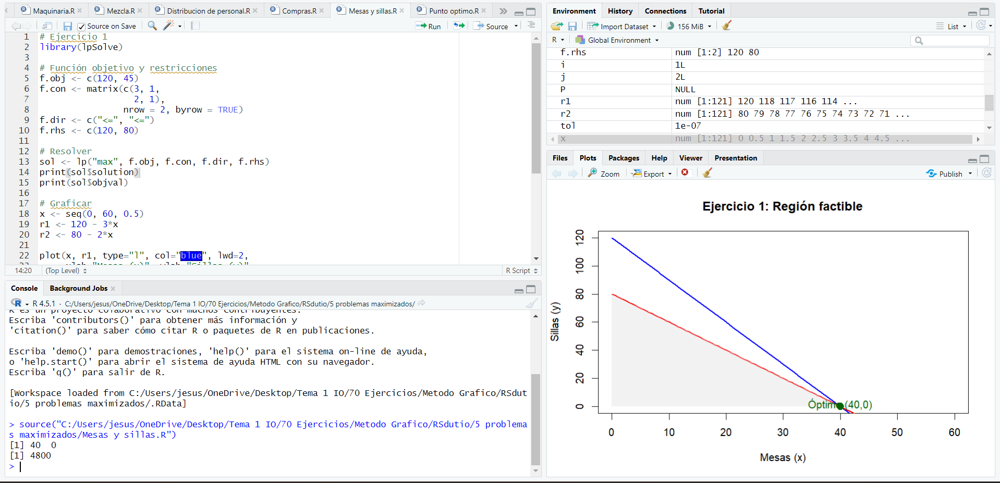 Maquinaria.R
Mezcla.R
Distribucion de personal.R
Compras.R
Mesas y sillas.R
Punto optimo.R
Source on Save
Run
Source
1 # Ejercicio 1
2 library(lpSolve)
3
4 # Función objetivo y restricciones
5 f.obj <- c(120, 45)
6 f.con <- matrix(c(3, 1,
7 2, 1),
8 nrow = 2, byrow = TRUE)
9 f.dir <- c("<=", "<=")
10 f.rhs <- c(120, 80)
11
12 # Resolver
13 sol <- lp("max", f.obj, f.con, f.dir, f.rhs)
14 print(sol$solution)
15 print(sol$objval)
16
17 # Graficar
18 x <- seq(0, 60, 0.5)
19 r1 <- 120 - 3*x
20 r2 <- 80 - 2*x
21
22 plot(x, r1, type="l", col="blue", lwd=2,
14:20 (Top Level) R Script
Console Background Jobs
R 4.5.1 · C:/Users/jesus/OneDrive/Desktop/Tema 1 IO/70 Ejercicios/Metodo Grafico/RSdutio/5 problemas maximizados/
R es un proyecto colaborativo con muchos contribuyentes.
Escriba 'contributors()' para obtener más información y
'citation()' para saber cómo citar R o paquetes de R en publicaciones.
Escriba 'demo()' para demostraciones, 'help()' para el sistema on-line de ayuda,
o 'help.start()' para abrir el sistema de ayuda HTML con su navegador.
Escriba 'q()' para salir de R.
[Workspace loaded from C:/Users/jesus/OneDrive/Desktop/Tema 1 IO/70 Ejercicios/Metodo Grafico/RSdut
io/5 problemas maximizados/.RData]
> source("C:/Users/jesus/OneDrive/Desktop/Tema 1 IO/70 Ejercicios/Metodo Grafico/RSdutio/5 problema
s maximizados/Mesas y sillas.R")
[1] 40 0
[1] 4800
>
Environment History Connections Tutorial
Import Dataset 156 MiB List
R Global Environment
f.rhs num [1:2] 120 80
i 1L
j 2L
P NULL
r1 num [1:121] 120 118 117 116 114 ...
r2 num [1:121] 80 79 78 77 76 75 74 73 72 71 ...
tol 1e-07
x num [1:121] 0 0.5 1 1.5 2 2.5 3 3.5 4 4.5 ...
Files Plots Packages Help Viewer Presentation
Zoom Export Publish
Ejercicio 1: Región factible
Sillas (y)
120
100
80
60
40
20
0
Óptimo (40,0)
0 10 20 30 40 50 60
Mesas (x)